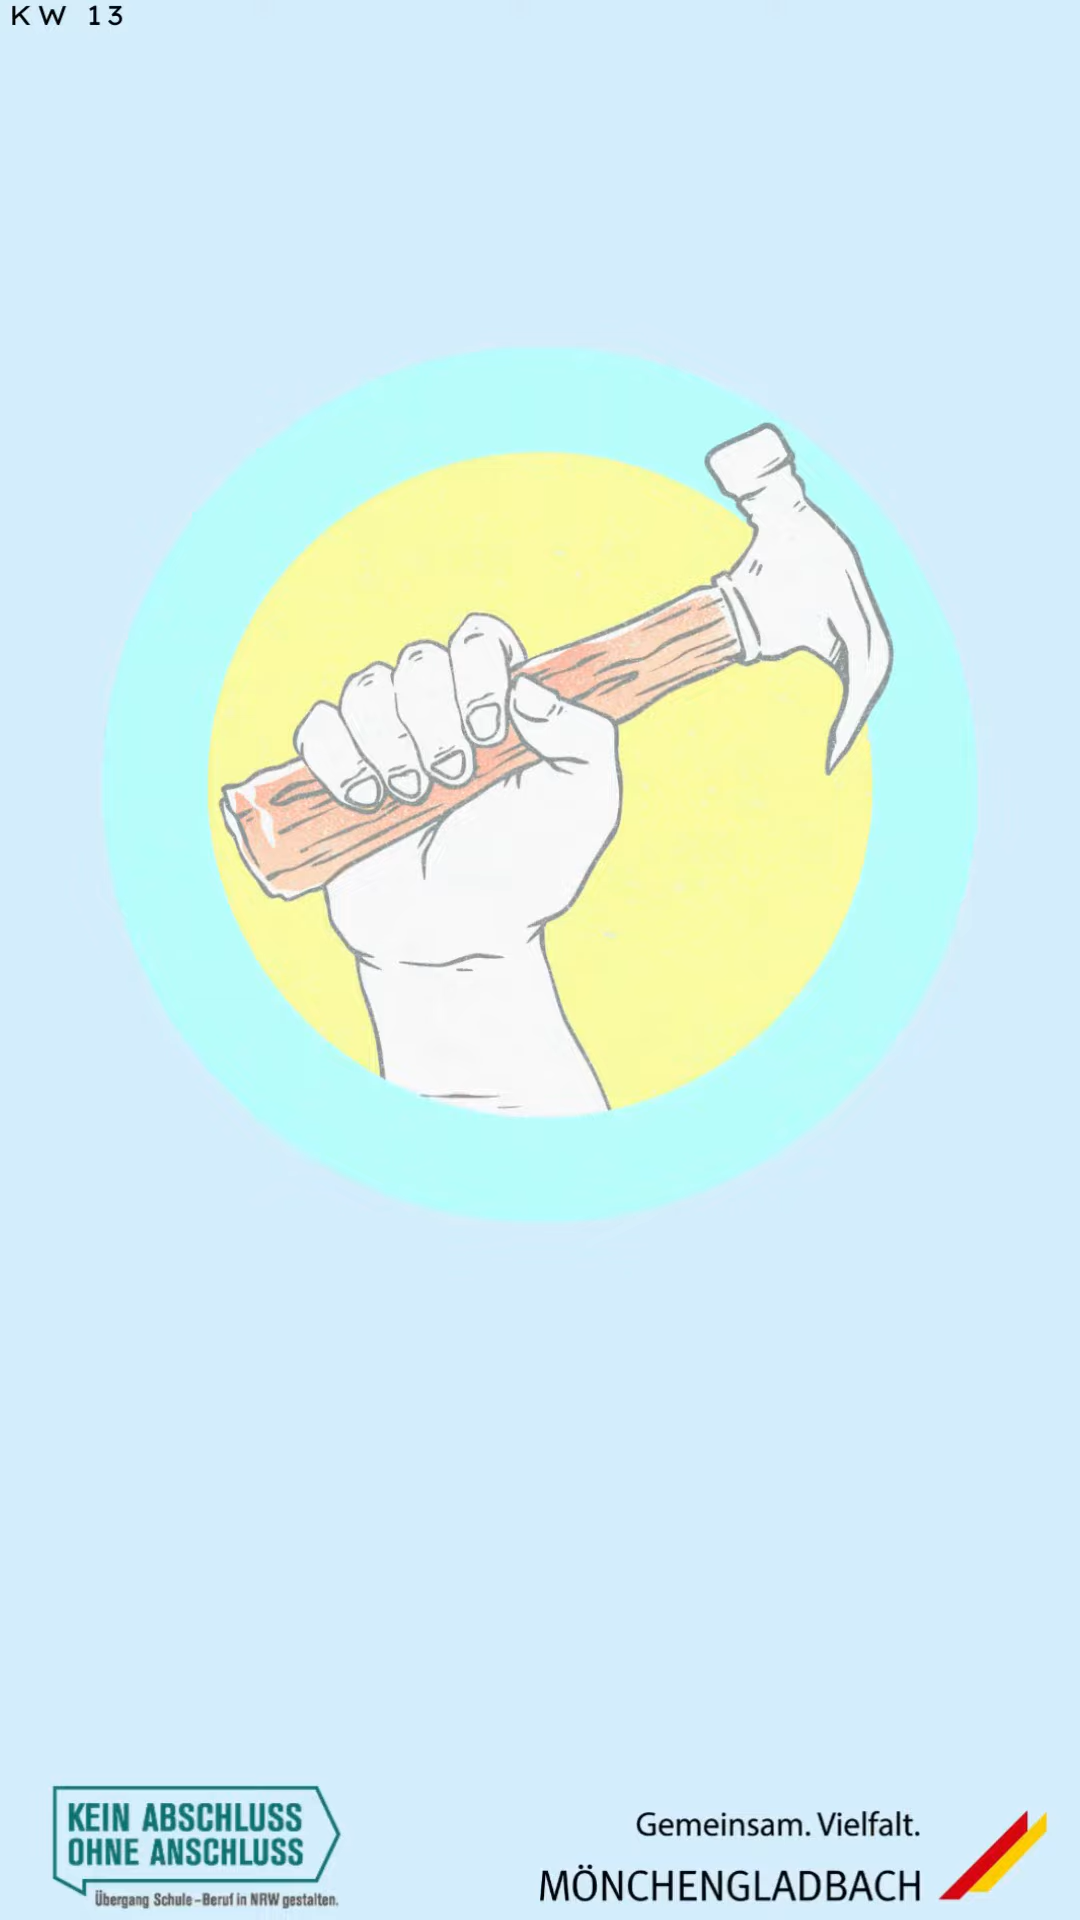 KW 13
KEIN ABSCHLUSS
OHNE ANSCHLUSS
Übergang Schule–Beruf in NRW gestalten.
Gemeinsam. Vielfalt.
MÖNCHENGLADBACH